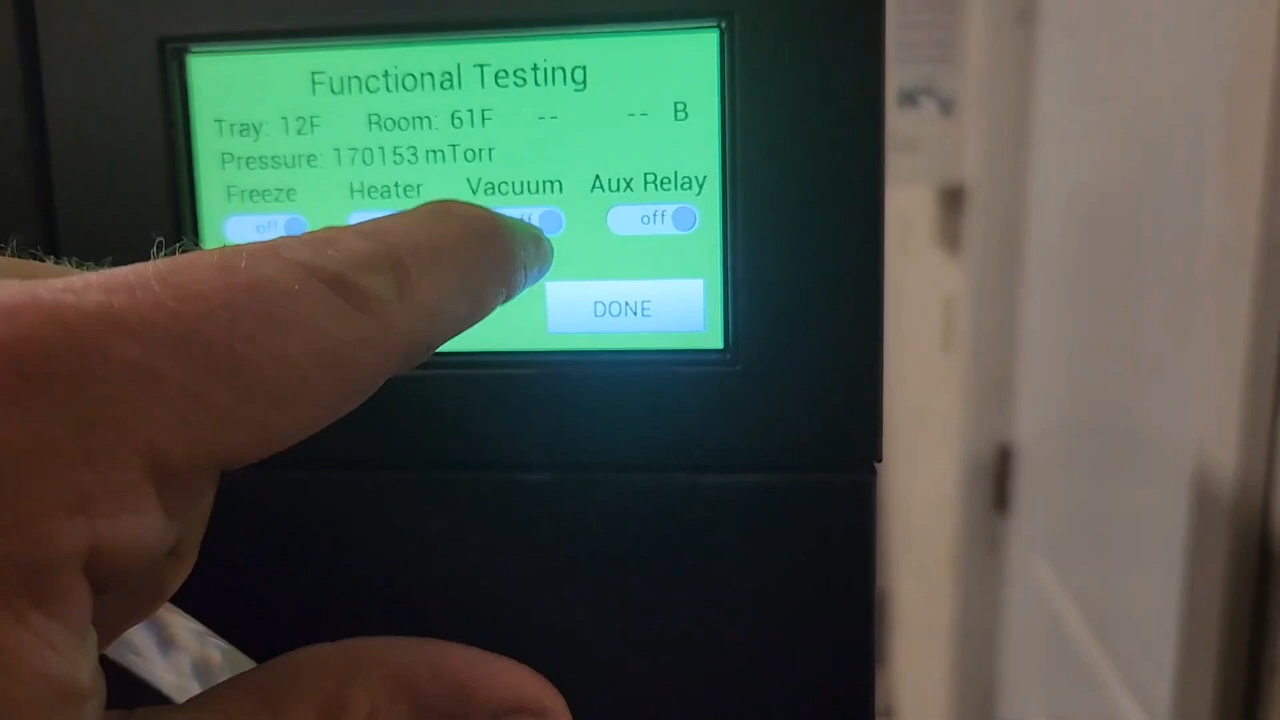 Functional Testing
Tray: 12F Room: 61F -- -- B
Pressure: 170153 mTorr
Freeze Heater Vacuum Aux Relay
off off
DONE